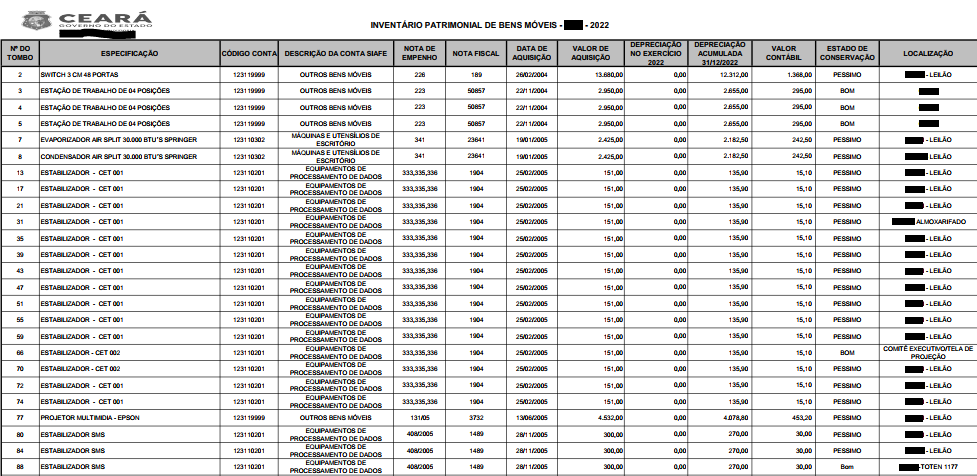 CEARÁ
GOVERNO DO ESTADO
INVENTÁRIO PATRIMONIAL DE BENS MÓVEIS - - 2022
Nº DO TOMBO ESPECIFICAÇÃO CÓDIGO CONTA DESCRIÇÃO DA CONTA SIAFE NOTA DE EMPENHO NOTA FISCAL DATA DE AQUISIÇÃO VALOR DE AQUISIÇÃO DEPRECIAÇÃO NO EXERCÍCIO 2022 DEPRECIAÇÃO ACUMULADA 31/12/2022 VALOR CONTÁBIL ESTADO DE CONSERVAÇÃO LOCALIZAÇÃO
2 SWITCH 3 CM 48 PORTAS 123119999 OUTROS BENS MÓVEIS 226 189 26/02/2004 13.680,00 0,00 12.312,00 1.368,00 PESSIMO - LEILÃO
3 ESTAÇÃO DE TRABALHO DE 04 POSIÇÕES 123119999 OUTROS BENS MÓVEIS 223 50857 22/11/2004 2.950,00 0,00 2.655,00 295,00 BOM
4 ESTAÇÃO DE TRABALHO DE 04 POSIÇÕES 123119999 OUTROS BENS MÓVEIS 223 50857 22/11/2004 2.950,00 0,00 2.655,00 295,00 BOM
5 ESTAÇÃO DE TRABALHO DE 04 POSIÇÕES 123119999 OUTROS BENS MÓVEIS 223 50857 22/11/2004 2.950,00 0,00 2.655,00 295,00 BOM
7 EVAPORIZADOR AIR SPLIT 30.000 BTU'S SPRINGER 123110302 MÁQUINAS E UTENSÍLIOS DE ESCRITÓRIO 341 23641 19/01/2005 2.425,00 0,00 2.182,50 242,50 PESSIMO - LEILÃO
8 CONDENSADOR AIR SPLIT 30.000 BTU'S SPRINGER 123110302 MÁQUINAS E UTENSÍLIOS DE ESCRITÓRIO 341 23641 19/01/2005 2.425,00 0,00 2.182,50 242,50 PESSIMO - LEILÃO
13 ESTABILIZADOR - CET 001 123110201 EQUIPAMENTOS DE PROCESSAMENTO DE DADOS 333,335,336 1904 25/02/2005 151,00 0,00 135,90 15,10 PESSIMO - LEILÃO
17 ESTABILIZADOR - CET 001 123110201 EQUIPAMENTOS DE PROCESSAMENTO DE DADOS 333,335,336 1904 25/02/2005 151,00 0,00 135,90 15,10 PESSIMO - LEILÃO
21 ESTABILIZADOR - CET 001 123110201 EQUIPAMENTOS DE PROCESSAMENTO DE DADOS 333,335,336 1904 25/02/2005 151,00 0,00 135,90 15,10 PESSIMO - LEILÃO
31 ESTABILIZADOR - CET 001 123110201 EQUIPAMENTOS DE PROCESSAMENTO DE DADOS 333,335,336 1904 25/02/2005 151,00 0,00 135,90 15,10 PESSIMO ALMOXARIFADO
35 ESTABILIZADOR - CET 001 123110201 EQUIPAMENTOS DE PROCESSAMENTO DE DADOS 333,335,336 1904 25/02/2005 151,00 0,00 135,90 15,10 PESSIMO - LEILÃO
39 ESTABILIZADOR - CET 001 123110201 EQUIPAMENTOS DE PROCESSAMENTO DE DADOS 333,335,336 1904 25/02/2005 151,00 0,00 135,90 15,10 PESSIMO - LEILÃO
43 ESTABILIZADOR - CET 001 123110201 EQUIPAMENTOS DE PROCESSAMENTO DE DADOS 333,335,336 1904 25/02/2005 151,00 0,00 135,90 15,10 PESSIMO - LEILÃO
47 ESTABILIZADOR - CET 001 123110201 EQUIPAMENTOS DE PROCESSAMENTO DE DADOS 333,335,336 1904 25/02/2005 151,00 0,00 135,90 15,10 PESSIMO - LEILÃO
51 ESTABILIZADOR - CET 001 123110201 EQUIPAMENTOS DE PROCESSAMENTO DE DADOS 333,335,336 1904 25/02/2005 151,00 0,00 135,90 15,10 PESSIMO - LEILÃO
55 ESTABILIZADOR - CET 001 123110201 EQUIPAMENTOS DE PROCESSAMENTO DE DADOS 333,335,336 1904 25/02/2005 151,00 0,00 135,90 15,10 PESSIMO - LEILÃO
59 ESTABILIZADOR - CET 001 123110201 EQUIPAMENTOS DE PROCESSAMENTO DE DADOS 333,335,336 1904 25/02/2005 151,00 0,00 135,90 15,10 PESSIMO - LEILÃO
66 ESTABILIZADOR - CET 002 123110201 EQUIPAMENTOS DE PROCESSAMENTO DE DADOS 333,335,336 1904 25/02/2005 151,00 0,00 135,90 15,10 BOM COMITÊ EXECUTIVO/TELA DE PROJEÇÃO
70 ESTABILIZADOR - CET 002 123110201 EQUIPAMENTOS DE PROCESSAMENTO DE DADOS 333,335,336 1904 25/02/2005 151,00 0,00 135,90 15,10 PESSIMO - LEILÃO
72 ESTABILIZADOR - CET 001 123110201 EQUIPAMENTOS DE PROCESSAMENTO DE DADOS 333,335,336 1904 25/02/2005 151,00 0,00 135,90 15,10 PESSIMO - LEILÃO
74 ESTABILIZADOR - CET 001 123110201 EQUIPAMENTOS DE PROCESSAMENTO DE DADOS 333,335,336 1904 25/02/2005 151,00 0,00 135,90 15,10 PESSIMO - LEILÃO
77 PROJETOR MULTIMIDIA - EPSON 123119999 OUTROS BENS MÓVEIS 131/05 3732 13/06/2005 4.532,00 0,00 4.078,80 453,20 PESSIMO - LEILÃO
80 ESTABILIZADOR SMS 123110201 EQUIPAMENTOS DE PROCESSAMENTO DE DADOS 408/2005 1489 28/11/2005 300,00 0,00 270,00 30,00 PESSIMO - LEILÃO
84 ESTABILIZADOR SMS 123110201 EQUIPAMENTOS DE PROCESSAMENTO DE DADOS 408/2005 1489 28/11/2005 300,00 0,00 270,00 30,00 PESSIMO - LEILÃO
88 ESTABILIZADOR SMS 123110201 EQUIPAMENTOS DE PROCESSAMENTO DE DADOS 408/2005 1489 28/11/2005 300,00 0,00 270,00 30,00 Bom -TOTEN 1177